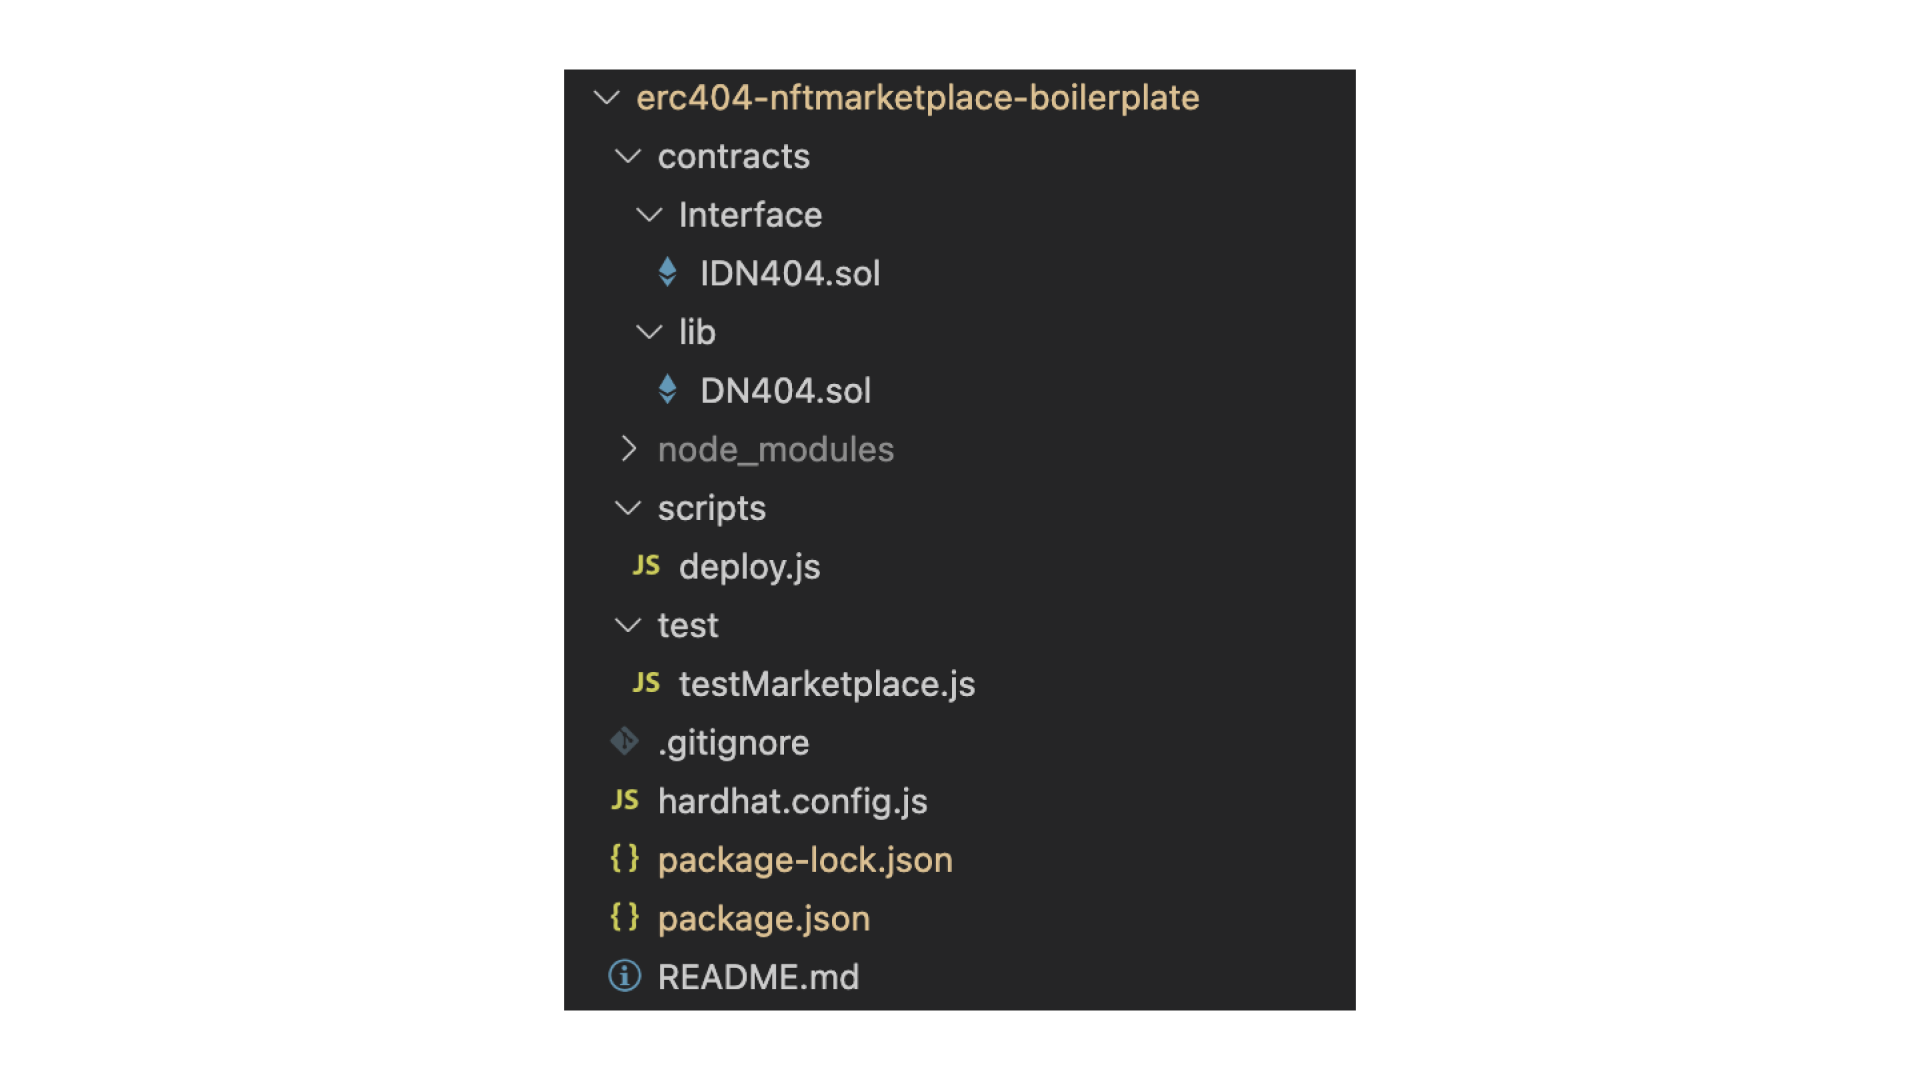 erc404-nftmarketplace-boilerplate
contracts
Interface
IDN404.sol
lib
DN404.sol
node_modules
scripts
JS deploy.js
test
JS testMarketplace.js
.gitignore
JS hardhat.config.js
{} package-lock.json
{} package.json
README.md